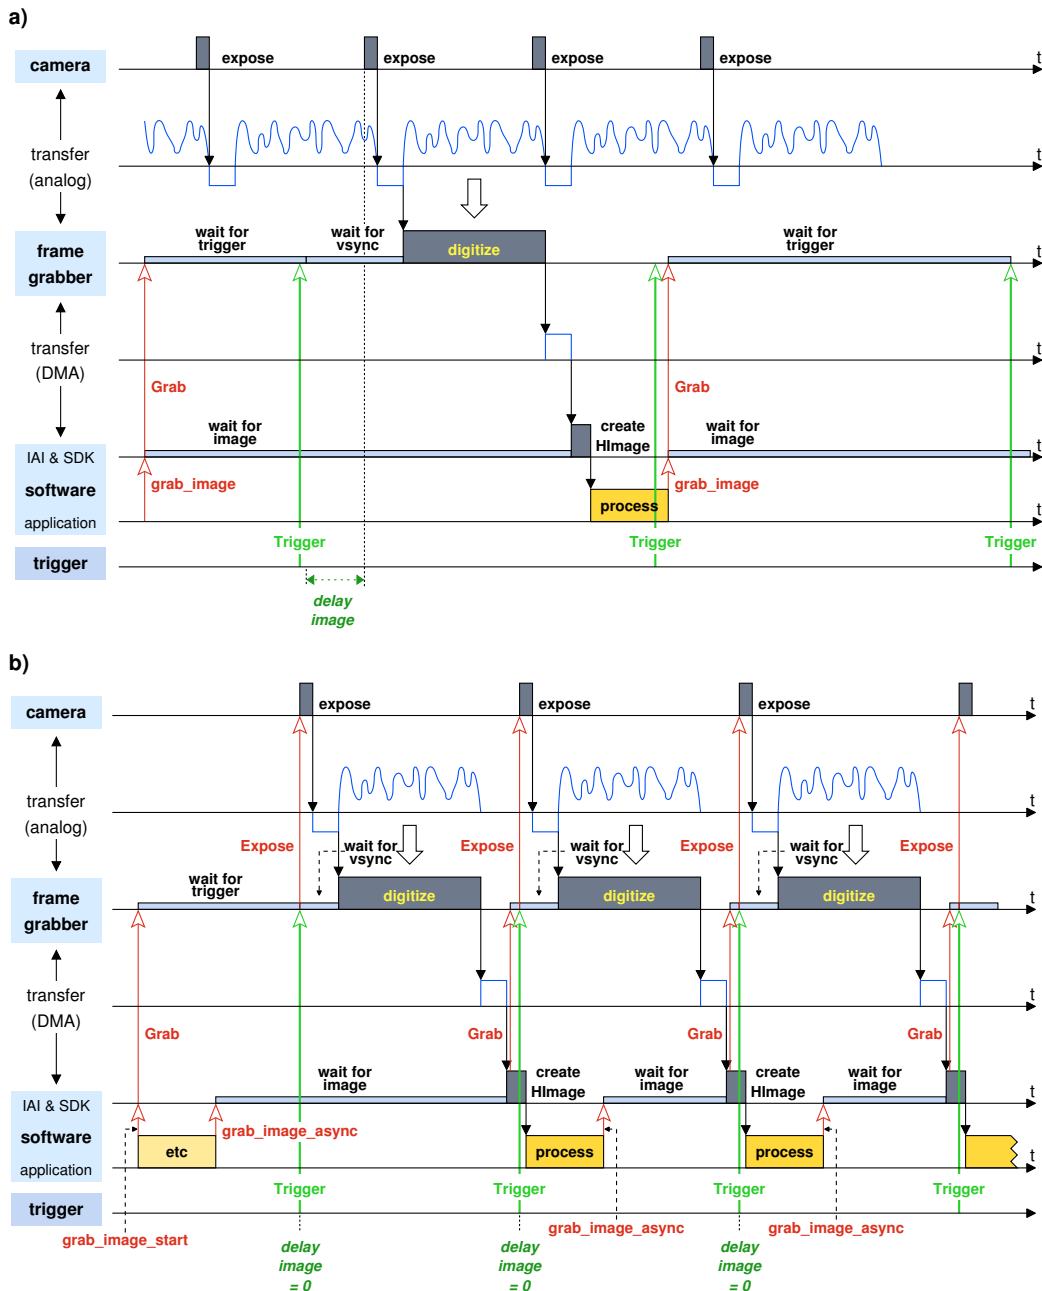 a)
camera
expose
expose
expose
expose
t
transfer
(analog)
t
frame
grabber
wait for
trigger
wait for
vsync
digitize
wait for
trigger
t
transfer
(DMA)
t
Grab
Grab
IAI & SDK
software
application
wait for
image
create
HImage
wait for
image
t
grab_image
process
grab_image
t
trigger
Trigger
Trigger
Trigger
t
delay
image
b)
camera
expose
expose
expose
t
transfer
(analog)
t
Expose
wait for
vsync
Expose
wait for
vsync
Expose
wait for
vsync
Expose
frame
grabber
wait for
trigger
digitize
digitize
digitize
t
transfer
(DMA)
t
Grab
Grab
Grab
Grab
IAI & SDK
software
application
wait for
image
create
HImage
wait for
image
create
HImage
wait for
image
t
grab_image_async
etc
process
process
t
trigger
Trigger
Trigger
Trigger
Trigger
t
grab_image_start
grab_image_async
grab_image_async
delay
image
= 0
delay
image
= 0
delay
image
= 0